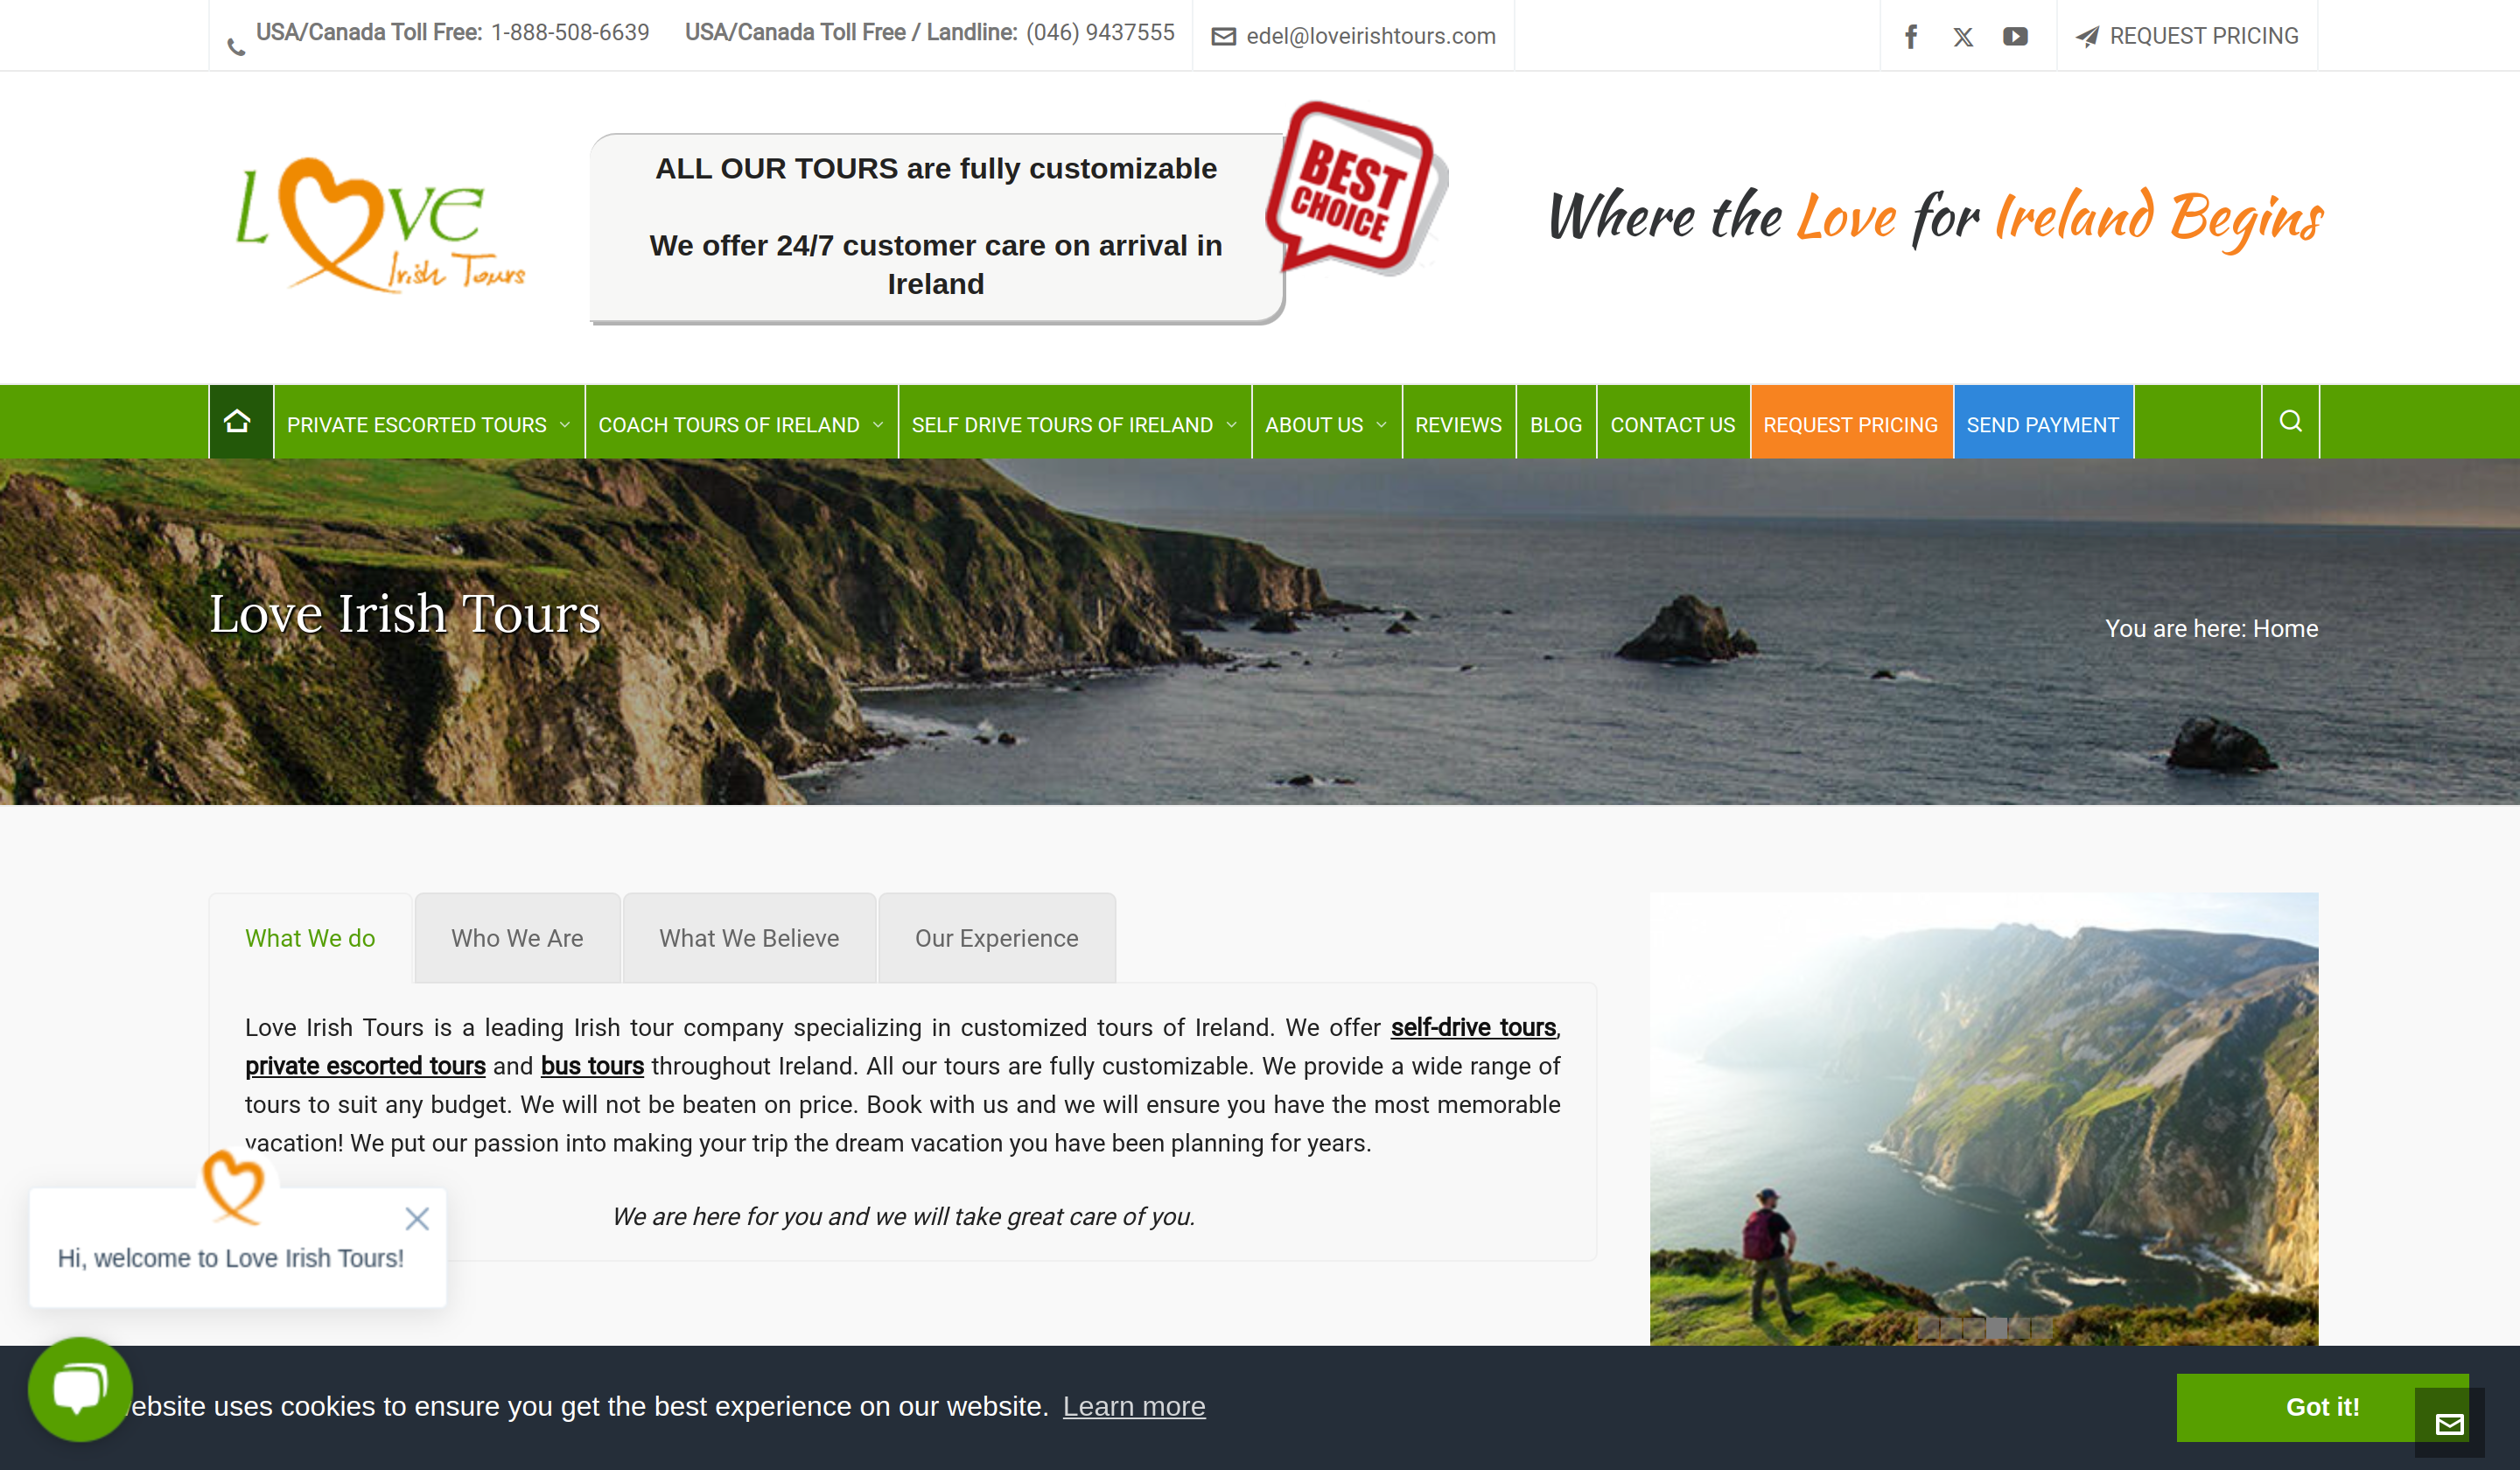 USA/Canada Toll Free: 1-888-508-6639 USA/Canada Toll Free / Landline: (046) 9437555 edel@loveirishtours.com REQUEST PRICING
Love
Irish Tours
ALL OUR TOURS are fully customizable
We offer 24/7 customer care on arrival in
Ireland
BEST
CHOICE
Where the Love for Ireland Begins
PRIVATE ESCORTED TOURS COACH TOURS OF IRELAND SELF DRIVE TOURS OF IRELAND ABOUT US REVIEWS BLOG CONTACT US REQUEST PRICING SEND PAYMENT
Love Irish Tours
You are here: Home
What We do Who We Are What We Believe Our Experience
Love Irish Tours is a leading Irish tour company specializing in customized tours of Ireland. We offer self-drive tours,
private escorted tours and bus tours throughout Ireland. All our tours are fully customizable. We provide a wide range of
tours to suit any budget. We will not be beaten on price. Book with us and we will ensure you have the most memorable
vacation! We put our passion into making your trip the dream vacation you have been planning for years.
We are here for you and we will take great care of you.
Hi, welcome to Love Irish Tours!
ebsite uses cookies to ensure you get the best experience on our website. Learn more
Got it!